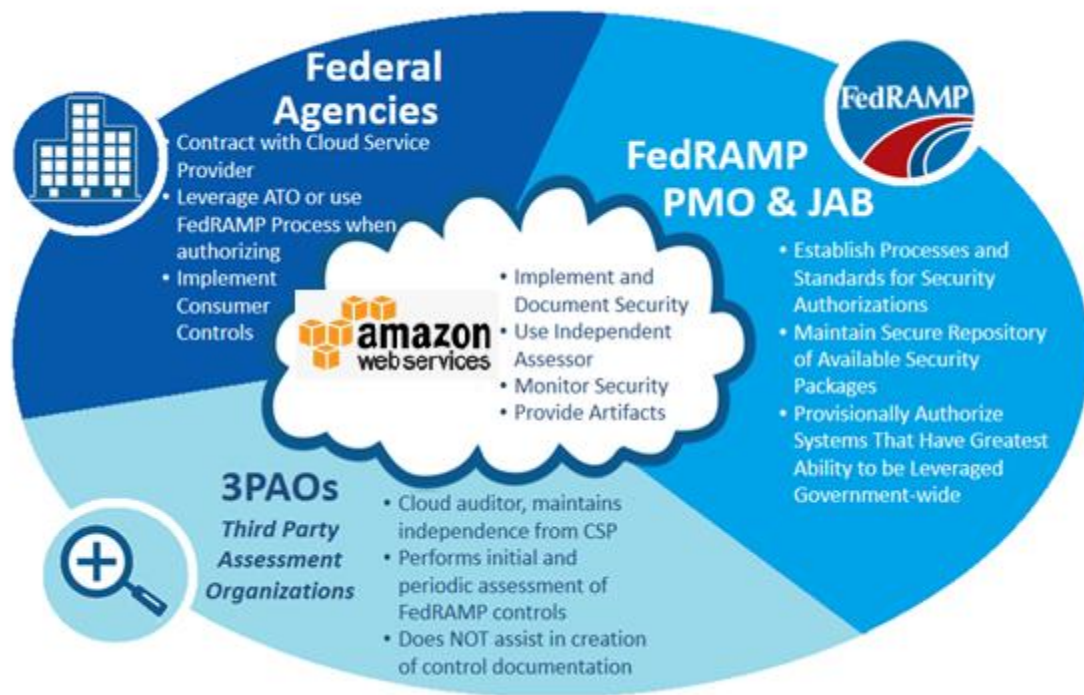 Federal
Agencies
• Contract with Cloud Service
Provider
• Leverage ATO or use
FedRAMP Process when
authorizing
• Implement
Consumer
Controls
FedRAMP
FedRAMP
PMO & JAB
• Establish Processes and
Standards for Security
Authorizations
• Maintain Secure Repository
of Available Security
Packages
• Provisionally Authorize
Systems That Have Greatest
Ability to be Leveraged
Government-wide
amazon
web services
• Implement and
Document Security
• Use Independent
Assessor
• Monitor Security
• Provide Artifacts
3PAOs
Third Party
Assessment
Organizations
• Cloud auditor, maintains
independence from CSP
• Performs initial and
periodic assessment of
FedRAMP controls
• Does NOT assist in creation
of control documentation